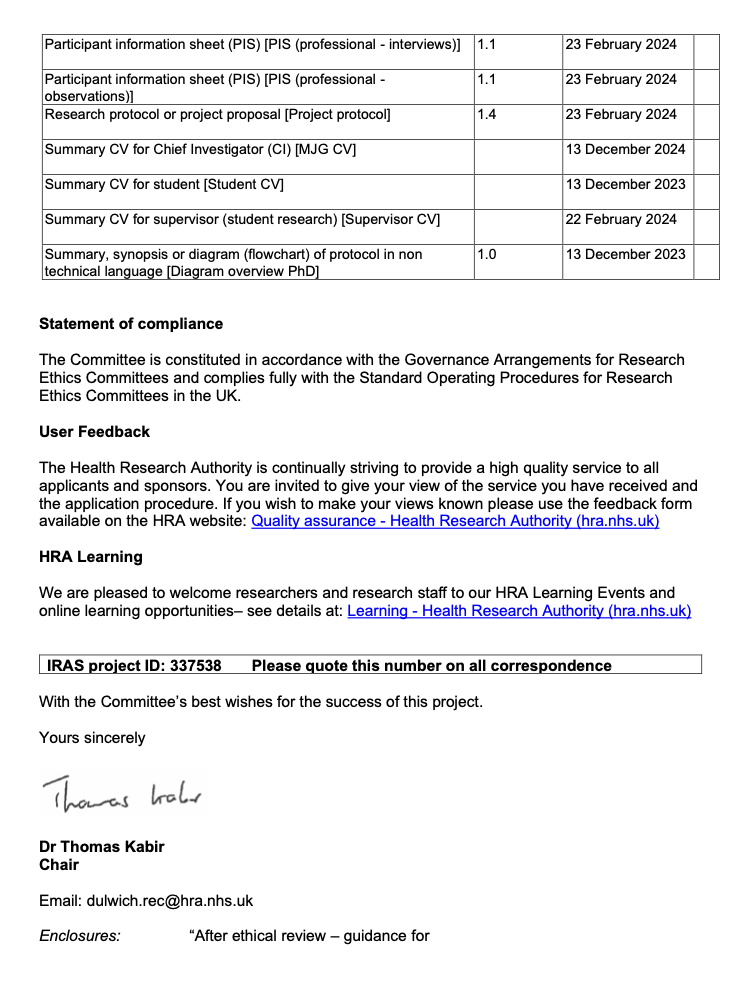 Participant information sheet (PIS) [PIS (professional - interviews)] 1.1 23 February 2024
Participant information sheet (PIS) [PIS (professional - 1.1 23 February 2024
observations)]
Research protocol or project proposal [Project protocol] 1.4 23 February 2024
Summary CV for Chief Investigator (CI) [MJG CV] 13 December 2024
Summary CV for student [Student CV] 13 December 2023
Summary CV for supervisor (student research) [Supervisor CV] 22 February 2024
Summary, synopsis or diagram (flowchart) of protocol in non 1.0 13 December 2023
technical language [Diagram overview PhD]
Statement of compliance
The Committee is constituted in accordance with the Governance Arrangements for Research
Ethics Committees and complies fully with the Standard Operating Procedures for Research
Ethics Committees in the UK.
User Feedback
The Health Research Authority is continually striving to provide a high quality service to all
applicants and sponsors. You are invited to give your view of the service you have received and
the application procedure. If you wish to make your views known please use the feedback form
available on the HRA website: Quality assurance - Health Research Authority (hra.nhs.uk)
HRA Learning
We are pleased to welcome researchers and research staff to our HRA Learning Events and
online learning opportunities– see details at: Learning - Health Research Authority (hra.nhs.uk)
IRAS project ID: 337538 Please quote this number on all correspondence
With the Committee’s best wishes for the success of this project.
Yours sincerely
Thomas Kabir
Dr Thomas Kabir
Chair
Email: dulwich.rec@hra.nhs.uk
Enclosures: “After ethical review – guidance for